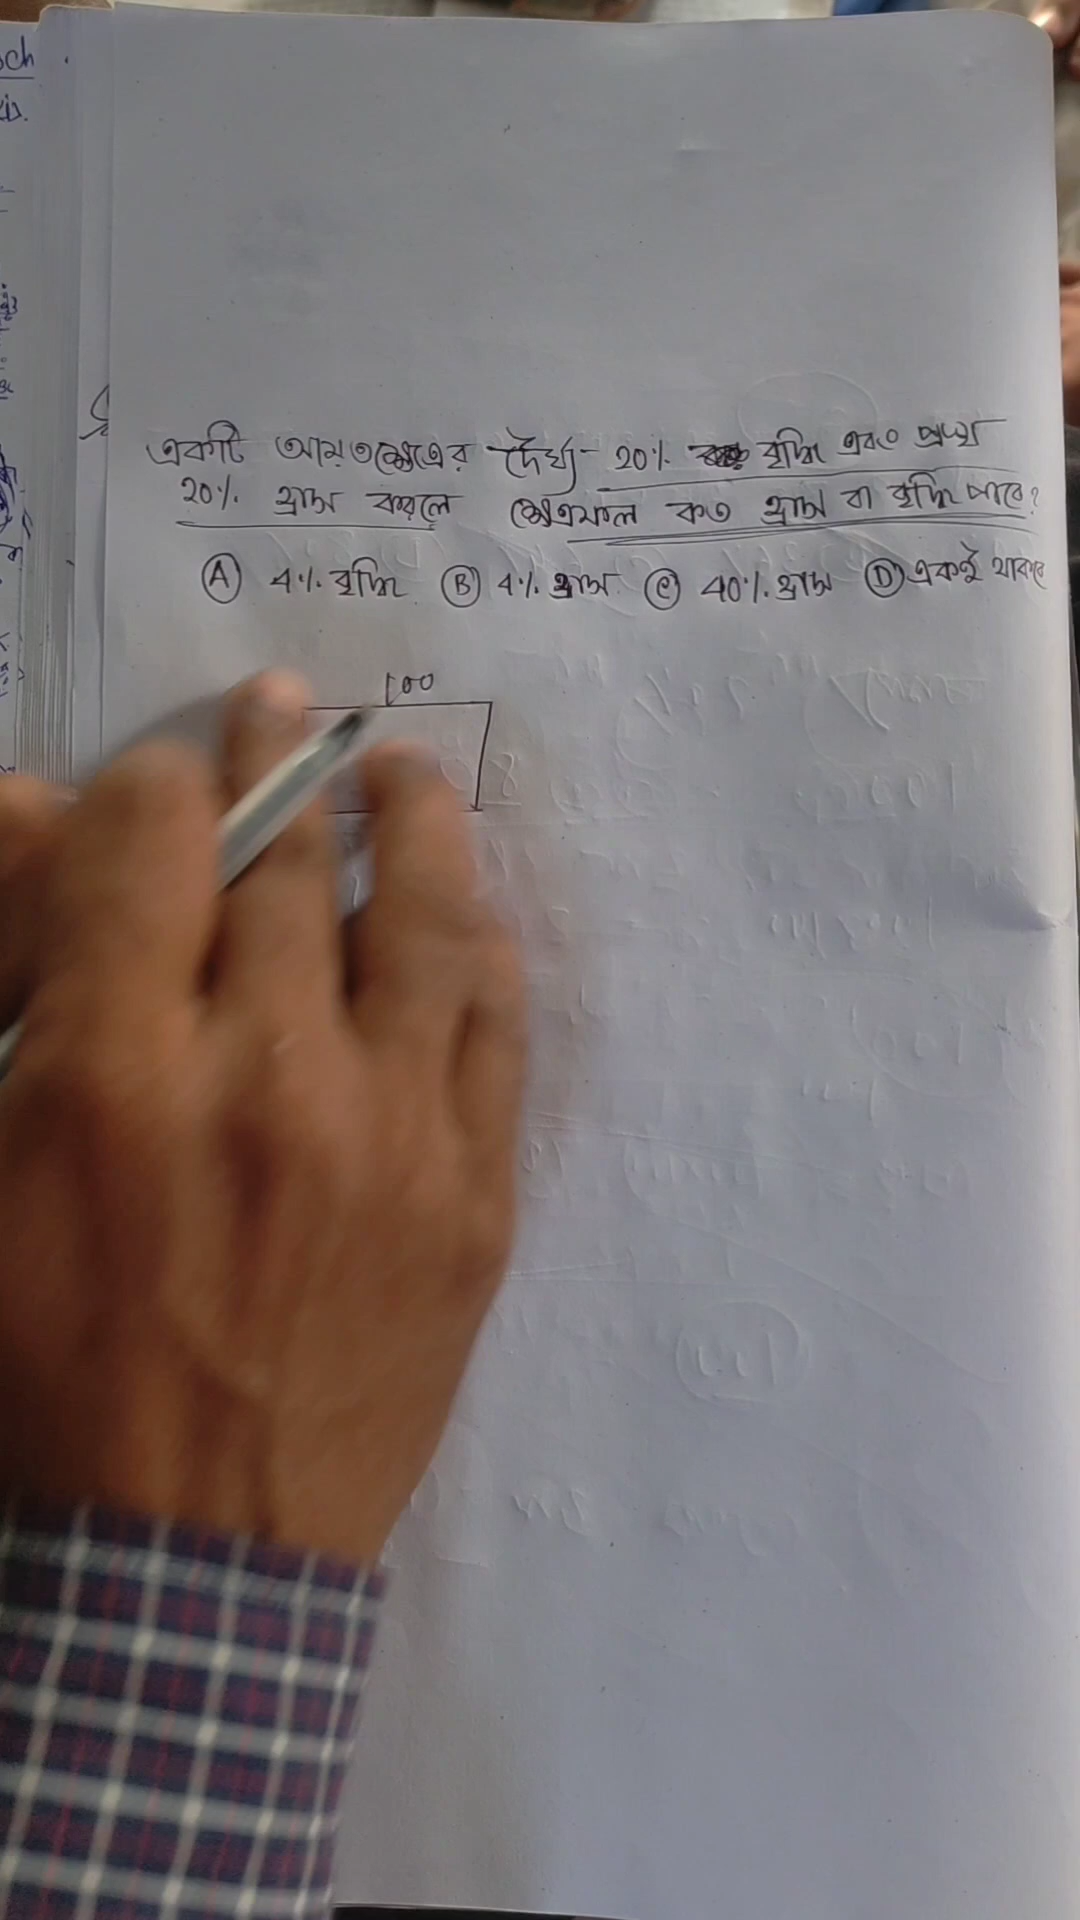 একটি আয়তক্ষেত্রের দৈর্ঘ্য 20% বৃদ্ধি এবং প্রস্থ
20% হ্রাস করলে ক্ষেত্রফল কত হ্রাস বা বৃদ্ধি পাবে?
Ⓐ 4% বৃদ্ধি Ⓑ 4% হ্রাস Ⓒ 40% হ্রাস Ⓓ একই থাকবে
100